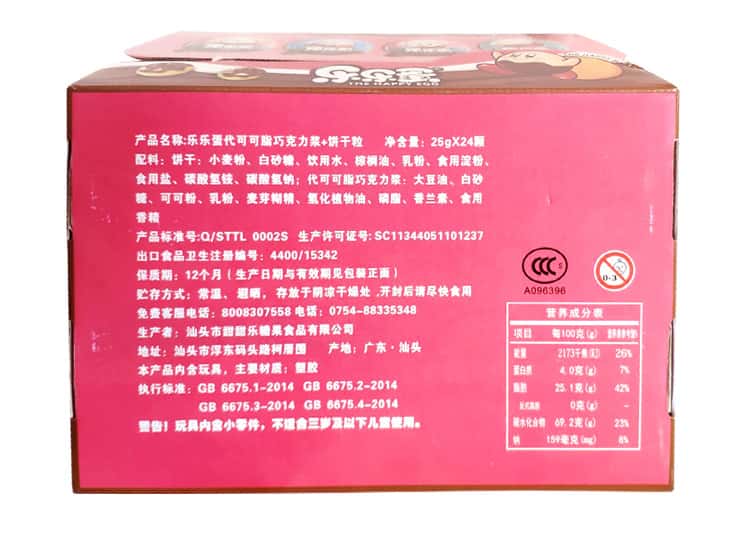 THE HAPPY EGG
产品名称:乐乐蛋代可可脂巧克力浆+饼干粒 净含量: 25gX24颗
配料: 饼干: 小麦粉、白砂糖、饮用水、棕榈油、乳粉、食用淀粉、
食用盐、碳酸氢铵、碳酸氢钠; 代可可脂巧克力浆: 大豆油、白砂
糖、可可粉、乳粉、麦芽糊精、氢化植物油、磷脂、香兰素、食用
香精
产品标准号:Q/STTL 0002S 生产许可证号: SC11344051101237
出口食品卫生注册编号: 4400/15342
保质期: 12个月 (生产日期与有效期见包装正面)
贮存方式: 常温、避晒, 存放于阴凉干燥处,开封后请尽快食用
免费客服电话: 8008307558 电话: 0754-88335348
生产者: 汕头市甜甜乐糖果食品有限公司
地址: 汕头市浮东码头路柯厝围 产地: 广东·汕头
本产品内含玩具, 主要材质: 塑胶
执行标准: GB 6675.1-2014 GB 6675.2-2014
GB 6675.3-2014 GB 6675.4-2014
警告! 玩具内含小零件, 不适合三岁及以下儿童使用。
CCC S
A096396
0-3
营养成分表
项目 每100克(g) 营养素参考值%
能量 2173千焦(KJ) 26%
蛋白质 4.0克(g) 7%
脂肪 25.1克(g) 42%
反式脂肪 0克(g) -
碳水化合物 69.2克(g) 23%
钠 159毫克(mg) 8%